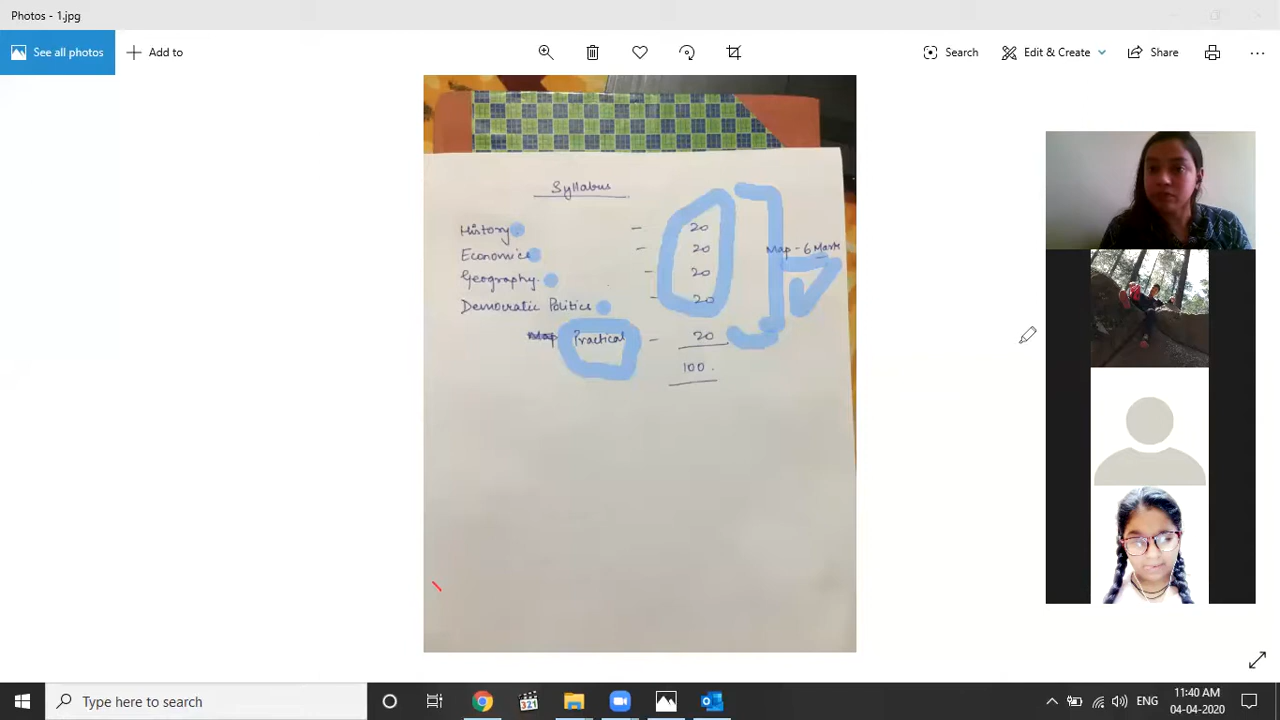 Photos - 1.jpg
See all photos
Add to
Search
Edit & Create
Share
Syllabus
History - 20
Economics - 20
Map - 6 Marks
Geography. - 20
Democratic Politics - 20
Map Practical - 20
100.
Type here to search
321
ENG
11:40 AM
04-04-2020